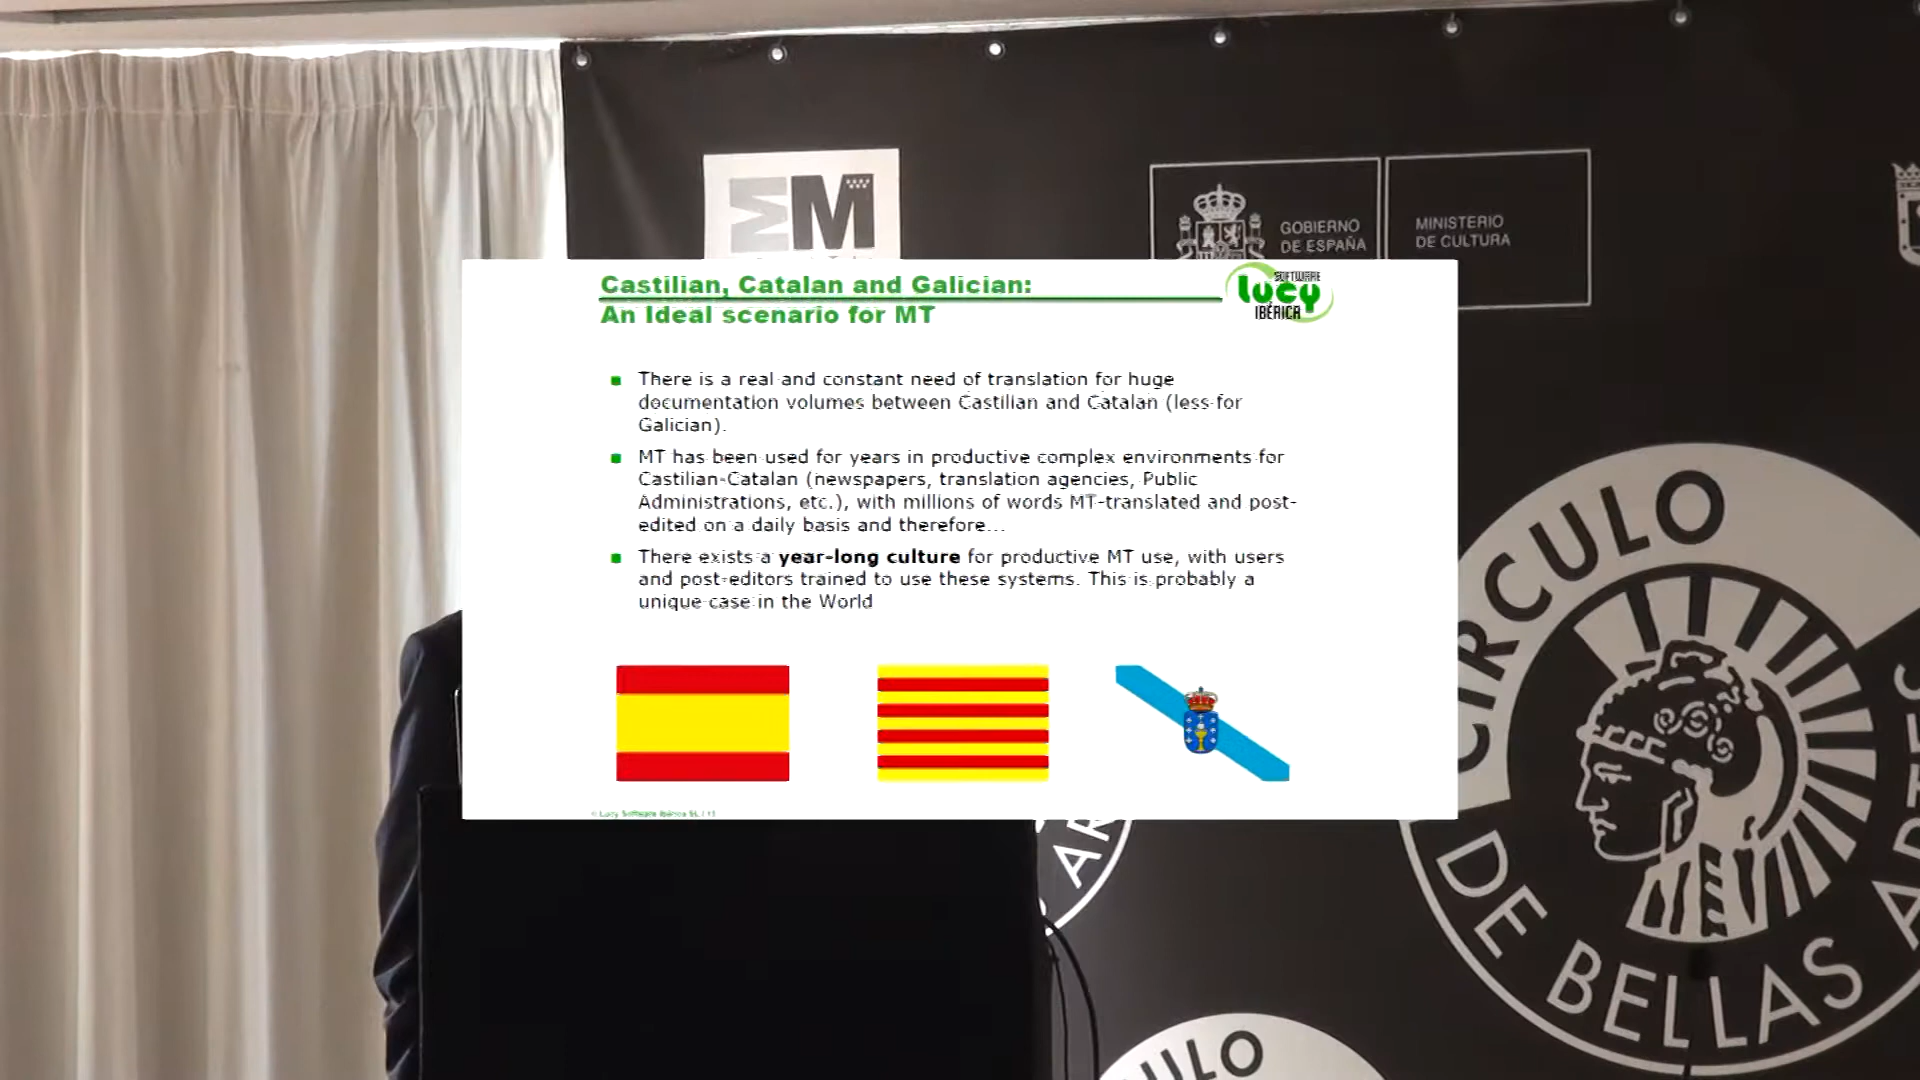 GOBIERNO
DE ESPAÑA
MINISTERIO
DE CULTURA
Castilian, Catalan and Galician:
An Ideal scenario for MT
SOFTWARE
lucy
IBÉRICA
There is a real and constant need of translation for huge
documentation volumes between Castilian and Catalan (less for
Galician).
MT has been used for years in productive complex environments for
Castilian-Catalan (newspapers, translation agencies, Public
Administrations, etc.), with millions of words MT-translated and post-
edited on a daily basis and therefore...
There exists a year-long culture for productive MT use, with users
and post-editors trained to use these systems. This is probably a
unique case in the World
CIRCULO
DE BELLAS ARTES
AR
ULO